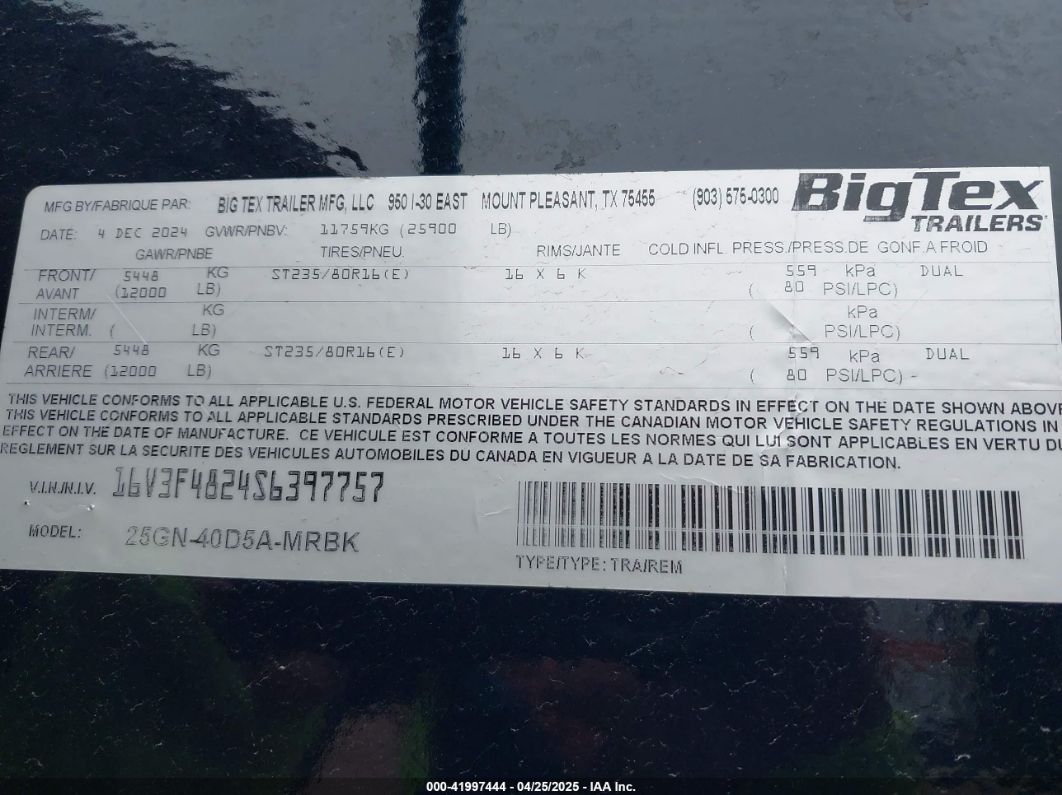 MFG BY/FABRIQUE PAR: BIG TEX TRAILER MFG, LLC 950 I-30 EAST MOUNT PLEASANT, TX 75455 (903) 575-0300
BigTex
TRAILERS
DATE: 4 DEC 2024 GVWR/PNBV: 11759KG (25900 LB)
GAWR/PNBE TIRES/PNEU. RIMS/JANTE COLD INFL. PRESS./PRESS.DE GONF.A FROID
FRONT/ 5448 KG ST235/80R16(E) 16 X 6 K 559 kPa DUAL
AVANT (12000 LB) ( 80 PSI/LPC)
INTERM/ KG kPa
INTERM. ( LB) ( PSI/LPC)
REAR/ 5448 KG ST235/80R16(E) 16 X 6 K 559 kPa DUAL
ARRIERE (12000 LB) ( 80 PSI/LPC) -
THIS VEHICLE CONFORMS TO ALL APPLICABLE U.S. FEDERAL MOTOR VEHICLE SAFETY STANDARDS IN EFFECT ON THE DATE SHOWN ABOVE
THIS VEHICLE CONFORMS TO ALL APPLICABLE STANDARDS PRESCRIBED UNDER THE CANADIAN MOTOR VEHICLE SAFETY REGULATIONS IN
EFFECT ON THE DATE OF MANUFACTURE. CE VEHICULE EST CONFORME A TOUTES LES NORMES QUI LUI SONT APPLICABLES EN VERTU DU
REGLEMENT SUR LA SECURITE DES VEHICULES AUTOMOBILES DU CANADA EN VIGUEUR A LA DATE DE SA FABRICATION.
V.I.N./N.I.V. 16V3F4824S6397757
MODEL: 25GN-40D5A-MRBK
TYPE/TYPE: TRA/REM
000-41997444 - 04/25/2025 - IAA Inc.